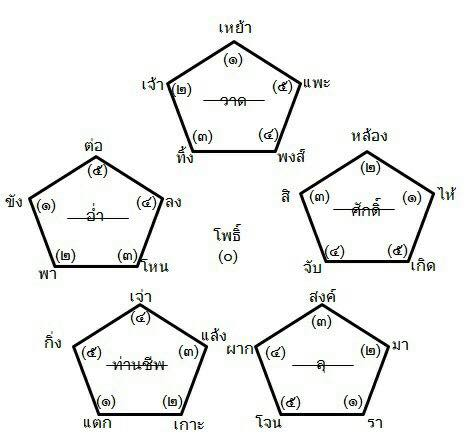 เหย้า
(๑)
เจ้า (๒) วาด (๕) แพะ
(๓) (๔)
ทิ้ง พงส์
ต่อ
(๕)
ขัง (๑) อ่ำ (๔) ลง
(๒) (๓)
พา โหน
โพธิ์
(๐)
หล้อง
(๒)
สิ (๓) ศักดิ์ (๑) ไห้
(๔) (๕)
จับ เกิด
เจ่า
(๔)
กิ่ง (๕) ท่านชีพ (๓) แล้ง
(๑) (๒)
แตก เกาะ
สงค์
(๓)
ผาก (๔) ลุ (๒) มา
(๕) (๑)
โจน รา